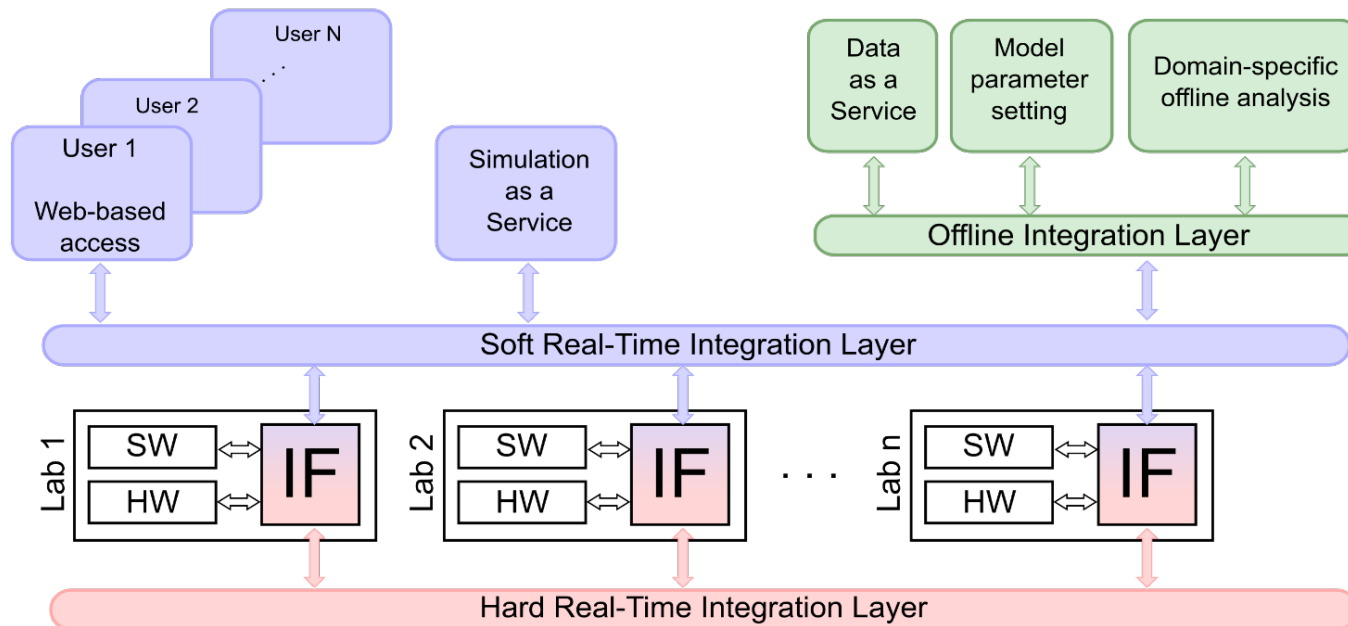 User N
. . .
User 2
User 1
Web-based
access
Simulation
as a
Service
Data
as a
Service
Model
parameter
setting
Domain-specific
offline analysis
Offline Integration Layer
Soft Real-Time Integration Layer
Lab 1
SW
HW
IF
Lab 2
SW
HW
IF
. . .
Lab n
SW
HW
IF
Hard Real-Time Integration Layer